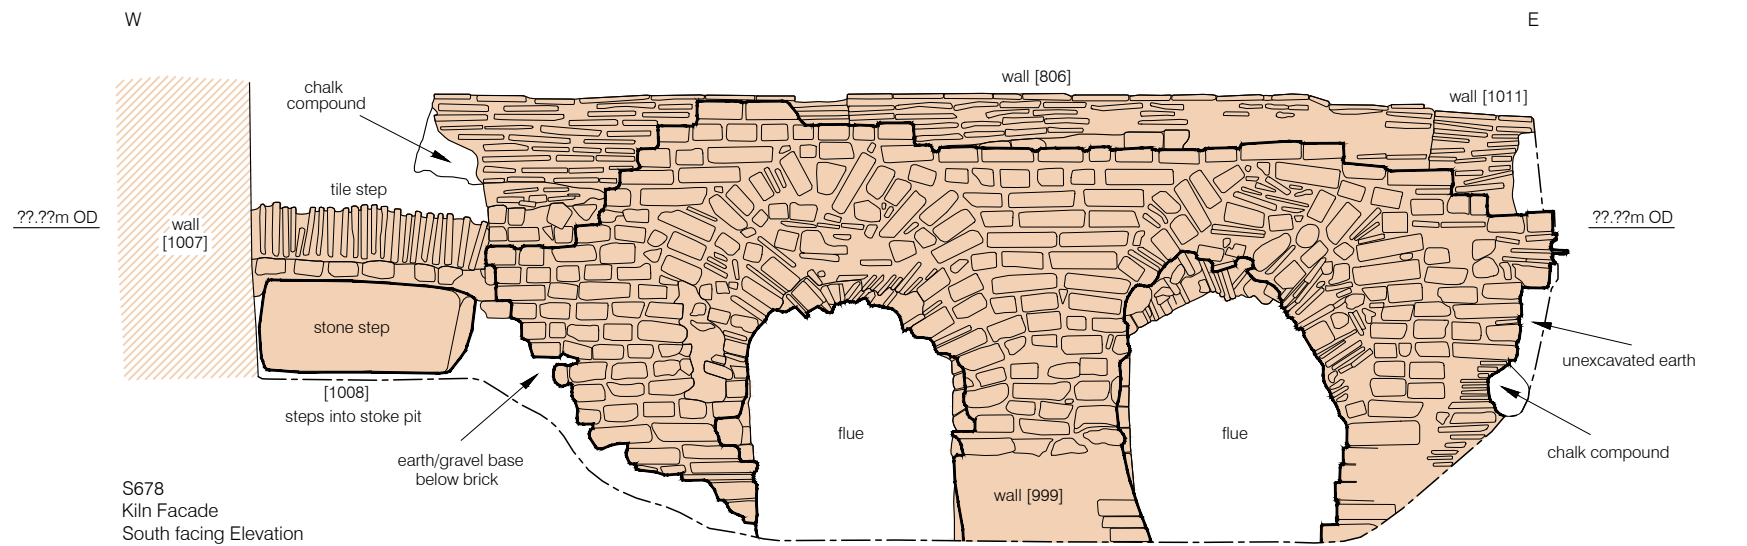 W
E
wall [806]
chalk
compound
wall [1011]
tile step
??.??m OD
wall
[1007]
??.??m OD
stone step
unexcavated earth
[1008]
steps into stoke pit
flue
flue
chalk compound
earth/gravel base
below brick
wall [999]
S678
Kiln Facade
South facing Elevation